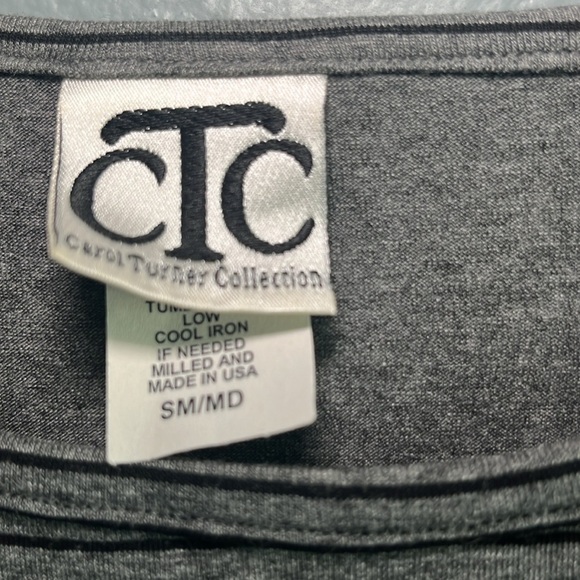 CTC
Carol Turner Collection
LOW
COOL IRON
IF NEEDED
MILLED AND
MADE IN USA
SM/MD